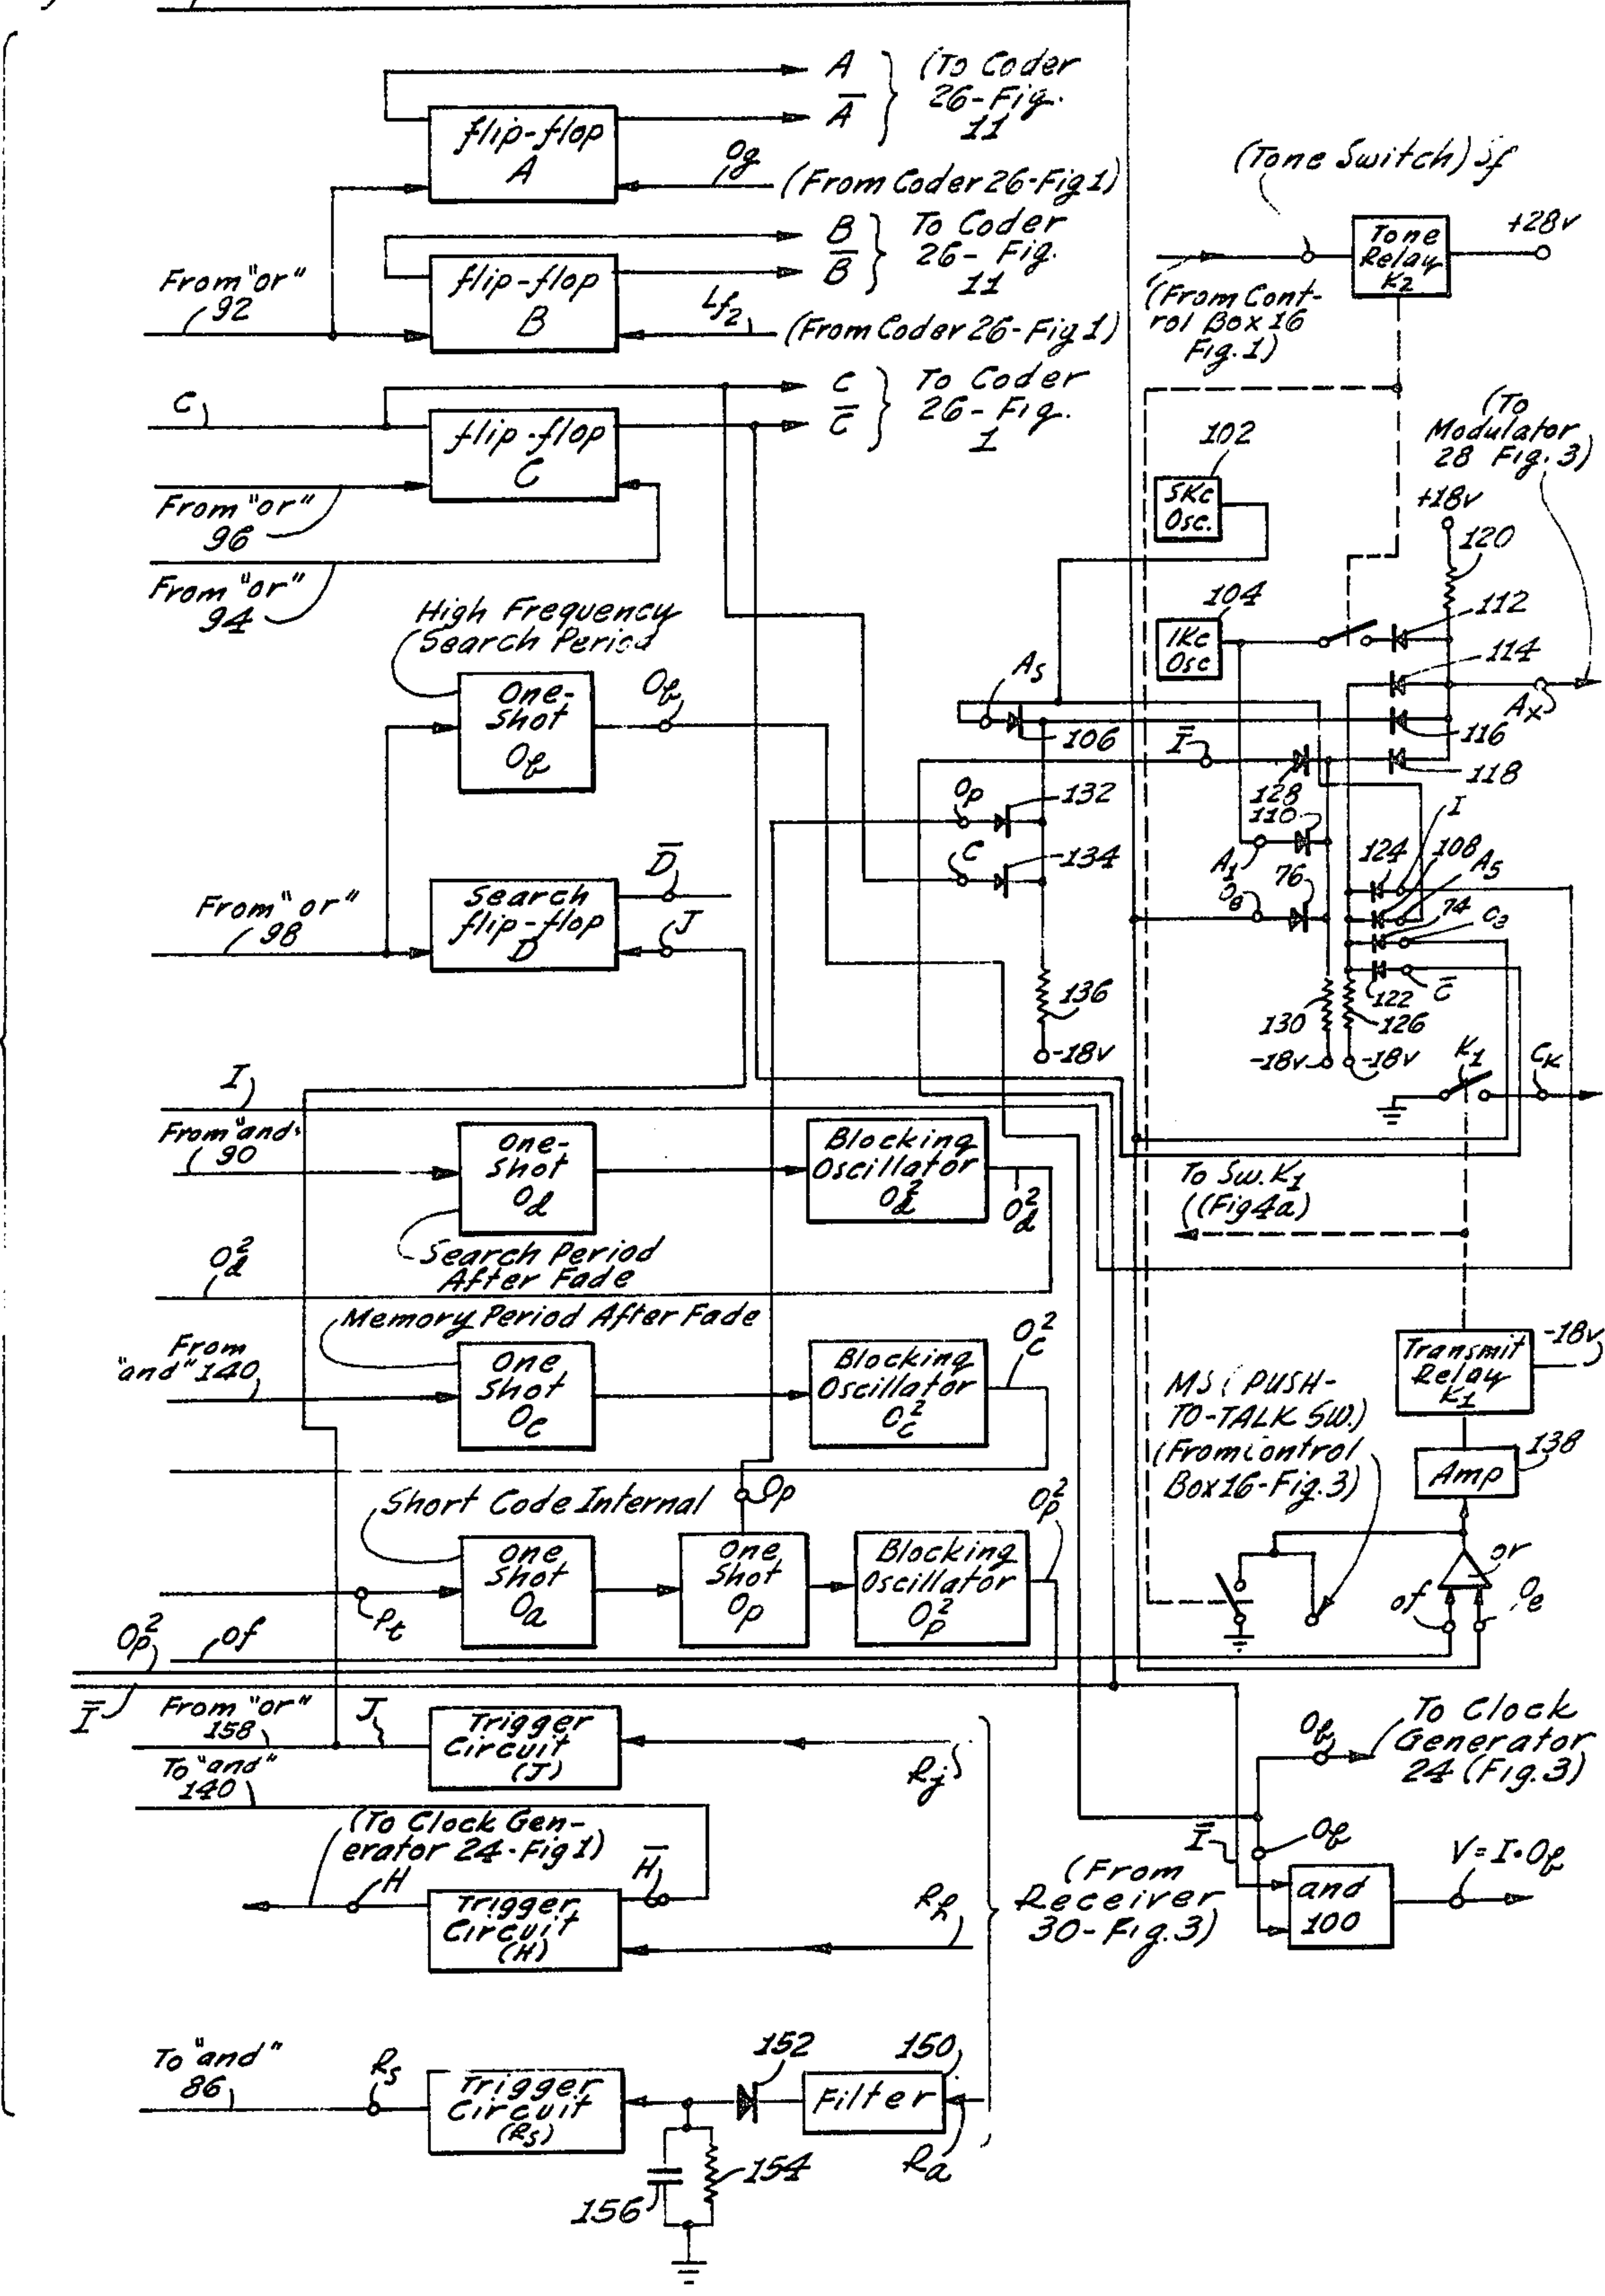 A
A̅
(To Coder
26-Fig.
11
flip-flop
A
Og
(From Coder 26-Fig 1)
(Tone Switch) Sf
+28v
Tone
Relay
K2
(From Cont-
rol Box 16
Fig. 1)
B
B̅
To Coder
26- Fig.
11
From "or"
92
flip-flop
B
Lf2
(From Coder 26-Fig 1)
C
C
C̅
To Coder
26- Fig.
1
flip-flop
C
From "or"
96
From "or"
94
102
5Kc
Osc.
(To
Modulator
28 Fig. 3)
+18v
120
104
1Kc
Osc
112
114
Ax
116
118
High Frequency
Search Period
One-
Shot
Of
Of
A5
106
I̅
128
110
A1
76
Oe
Op
132
C
134
136
-18v
I
124
108
A5
74
122
C̅
130
126
-18v
-18v
From "or"
98
Search
flip-flop
D
D̅
J
K1
CK
I
From "and"
90
One-
Shot
Od
Blocking
Oscillator
Od2
Od2
Search Period
After Fade
Od2
To Sw. K1
(Fig 4a)
Memory Period After Fade
From
"and" 140
One
Shot
Oc
Blocking
Oscillator
Oc2
Oc2
Transmit
Relay
K1
-18v
MS (PUSH-
TO-TALK SW.)
(From Control
Box 16-Fig. 3)
Amp
138
Short Code Internal
Op
One
Shot
Oa
One
Shot
Op
Blocking
Oscillator
Op2
Op2
Pt
or
of
Oe
Op2
of
I̅
From "or"
158
J
Trigger
Circuit
(J)
Rj
To "and"
140
(To Clock Gen-
erator 24-Fig 1)
H
H̅
Trigger
Circuit
(H)
Rh
(From
Receiver
30-Fig. 3)
Of
To Clock
Generator
24 (Fig. 3)
I̅
Of
and
100
V = I·Of
To "and"
86
Rs
Trigger
Circuit
(Rs)
152
150
Filter
Ra
154
156